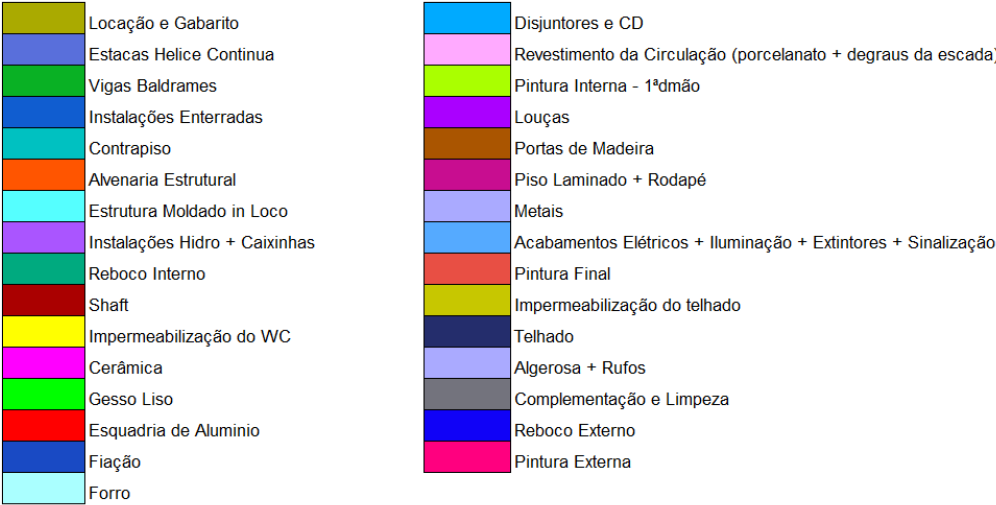 Locação e Gabarito
Estacas Helice Continua
Vigas Baldrames
Instalações Enterradas
Contrapiso
Alvenaria Estrutural
Estrutura Moldado in Loco
Instalações Hidro + Caixinhas
Reboco Interno
Shaft
Impermeabilização do WC
Cerâmica
Gesso Liso
Esquadria de Aluminio
Fiação
Forro
Disjuntores e CD
Revestimento da Circulação (porcelanato + degraus da escada)
Pintura Interna - 1ªdmão
Louças
Portas de Madeira
Piso Laminado + Rodapé
Metais
Acabamentos Elétricos + Iluminação + Extintores + Sinalização
Pintura Final
Impermeabilização do telhado
Telhado
Algerosa + Rufos
Complementação e Limpeza
Reboco Externo
Pintura Externa